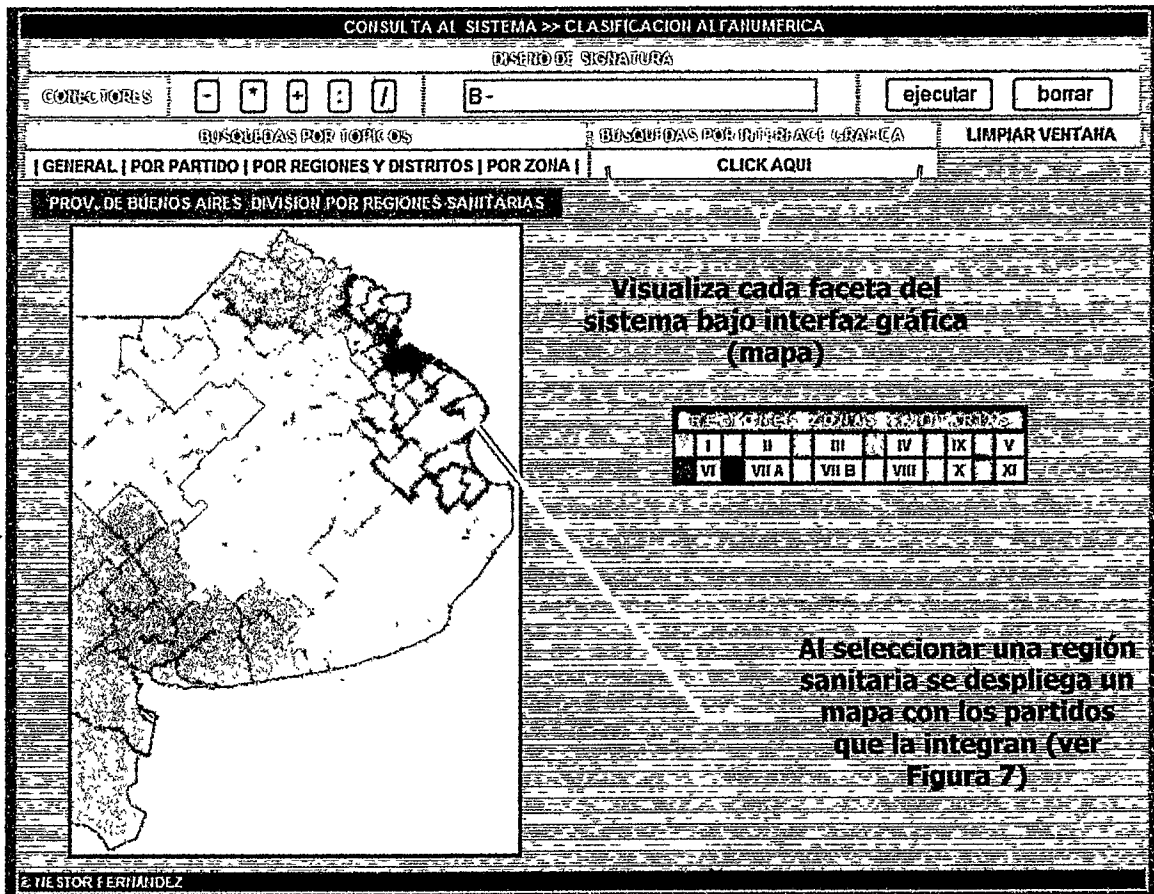 CONSULTA AL SISTEMA >> CLASIFICACION ALFANUMERICA
DISEÑO DE SIGNATURA
CONECTORES - * + : / B- ejecutar borrar
BUSQUEDAS POR TOPICOS BUSQUEDAS POR INTERFACE GRAFICA LIMPIAR VENTANA
| GENERAL | POR PARTIDO | POR REGIONES Y DISTRITOS | POR ZONA | CLICK AQUI
PROV. DE BUENOS AIRES DIVISION POR REGIONES SANITARIAS
Visualiza cada faceta del
sistema bajo interfaz gráfica
(mapa)
REGIONES ZONAS SANITARIAS
I II III IV IX V
VI VII A VII B VIII X XI
Al seleccionar una región
sanitaria se despliega un
mapa con los partidos
que la integran (ver
Figura 7)
© NESTOR FERNANDEZ